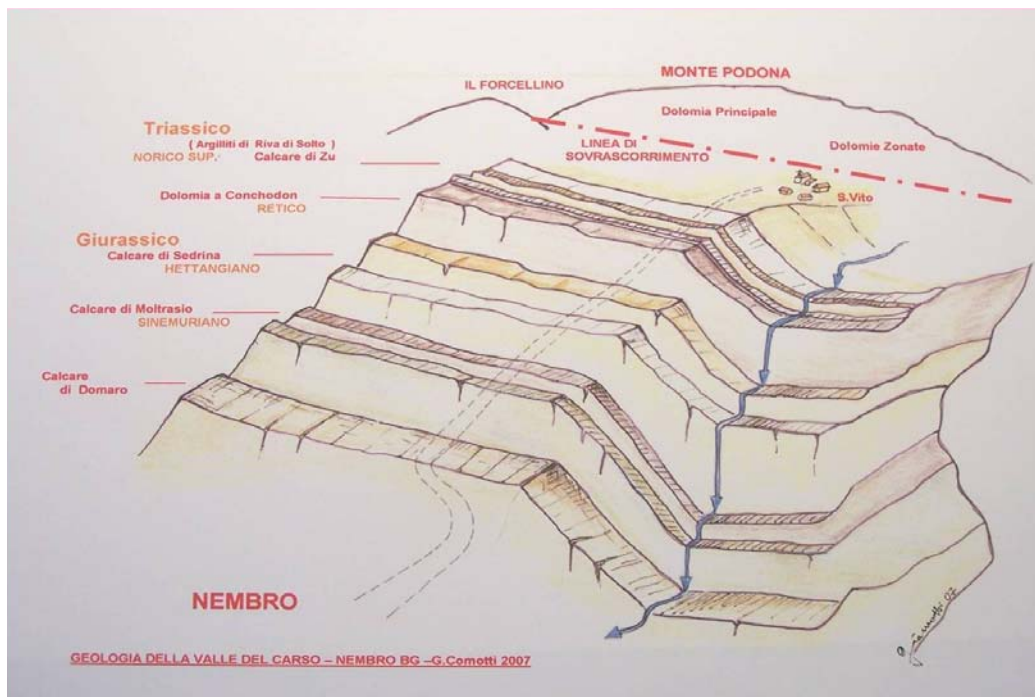 MONTE PODONA
IL FORCELLINO
Dolomia Principale
Triassico
( Argilliti di Riva di Solto )
NORICO SUP. Calcare di Zu
LINEA DI
SOVRASCORRIMENTO
Dolomie Zonate
S.Vito
Dolomia a Conchodon
RETICO
Giurassico
Calcare di Sedrina
HETTANGIANO
Calcare di Moltrasio
SINEMURIANO
Calcare
di Domaro
NEMBRO
GEOLOGIA DELLA VALLE DEL CARSO – NEMBRO BG –G.Comotti 2007